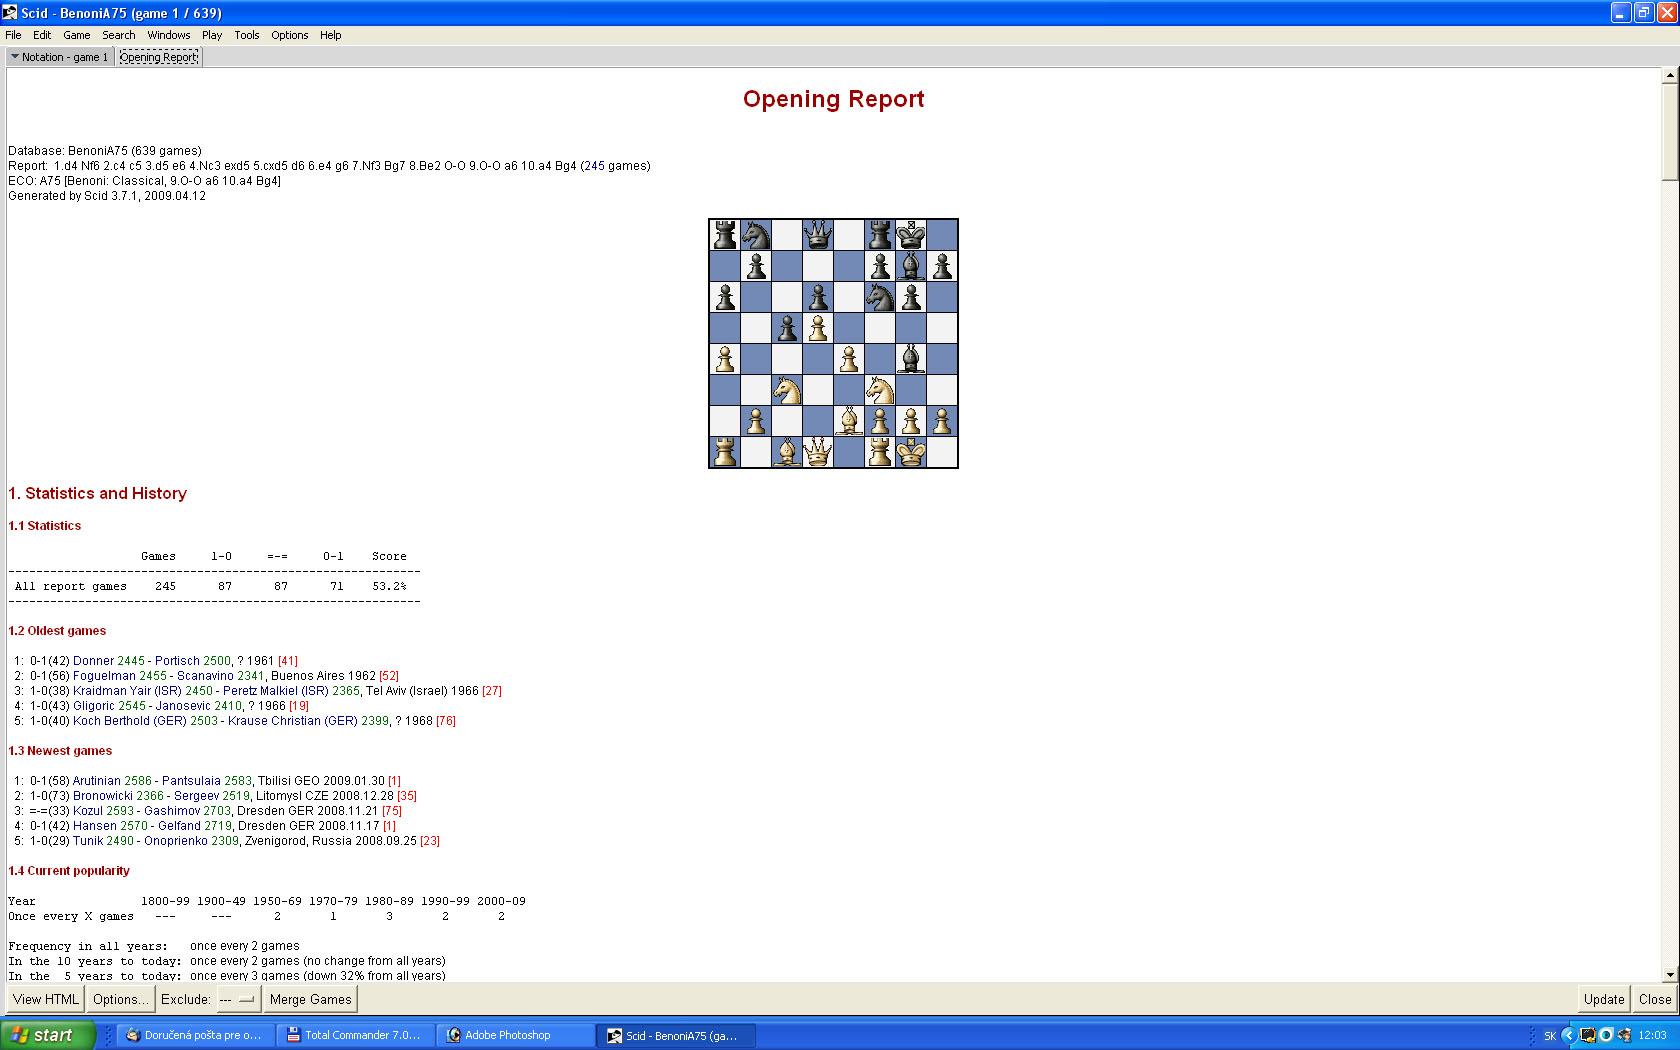 Scid - BenoniA75 (game 1 / 639)
File Edit Game Search Windows Play Tools Options Help
Notation - game 1 Opening Report
Opening Report
Database: BenoniA75 (639 games)
Report: 1.d4 Nf6 2.c4 c5 3.d5 e6 4.Nc3 exd5 5.cxd5 d6 6.e4 g6 7.Nf3 Bg7 8.Be2 O-O 9.O-O a6 10.a4 Bg4 (245 games)
ECO: A75 [Benoni: Classical, 9.O-O a6 10.a4 Bg4]
Generated by Scid 3.7.1, 2009.04.12
1. Statistics and History
1.1 Statistics
Games 1-0 =-= 0-1 Score
-----------------------------------------------------------
All report games 245 87 87 71 53.2%
-----------------------------------------------------------
1.2 Oldest games
1: 0-1(42) Donner 2445 - Portisch 2500, ? 1961 [41]
2: 0-1(56) Foguelman 2455 - Scanavino 2341, Buenos Aires 1962 [52]
3: 1-0(38) Kraidman Yair (ISR) 2450 - Peretz Malkiel (ISR) 2365, Tel Aviv (Israel) 1966 [27]
4: 1-0(43) Gligoric 2545 - Janosevic 2410, ? 1966 [19]
5: 1-0(40) Koch Berthold (GER) 2503 - Krause Christian (GER) 2399, ? 1968 [76]
1.3 Newest games
1: 0-1(58) Arutinian 2586 - Pantsulaia 2583, Tbilisi GEO 2009.01.30 [1]
2: 1-0(73) Bronowicki 2366 - Sergeev 2519, Litomysl CZE 2008.12.28 [35]
3: =-=(33) Kozul 2593 - Gashimov 2703, Dresden GER 2008.11.21 [75]
4: 0-1(42) Hansen 2570 - Gelfand 2719, Dresden GER 2008.11.17 [1]
5: 1-0(29) Tunik 2490 - Onoprienko 2309, Zvenigorod, Russia 2008.09.25 [23]
1.4 Current popularity
Year 1800-99 1900-49 1950-69 1970-79 1980-89 1990-99 2000-09
Once every X games --- --- 2 1 3 2 2
Frequency in all years: once every 2 games
In the 10 years to today: once every 2 games (no change from all years)
In the 5 years to today: once every 3 games (down 32% from all years)
View HTML Options... Exclude: --- Merge Games Update Close
start Doručená pošta pre o... Total Commander 7.0... Adobe Photoshop Scid - BenoniA75 (ga... SK 12:03